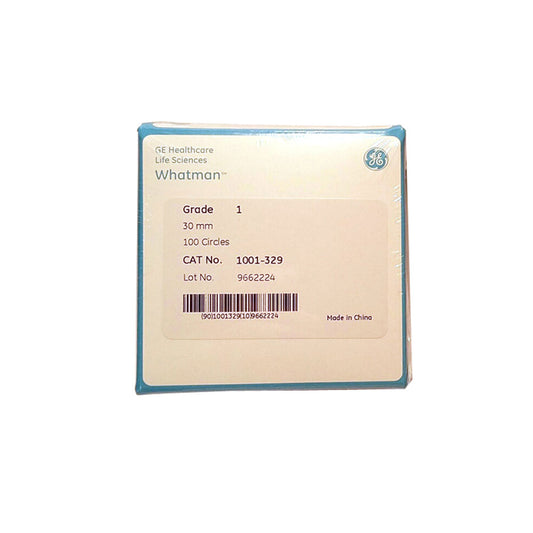 GE Healthcare
Life Sciences
Whatman™
GE
Grade 1
30 mm
100 Circles
CAT No. 1001-329
Lot No. 9662224
(90)1001329(10)9662224
Made in China